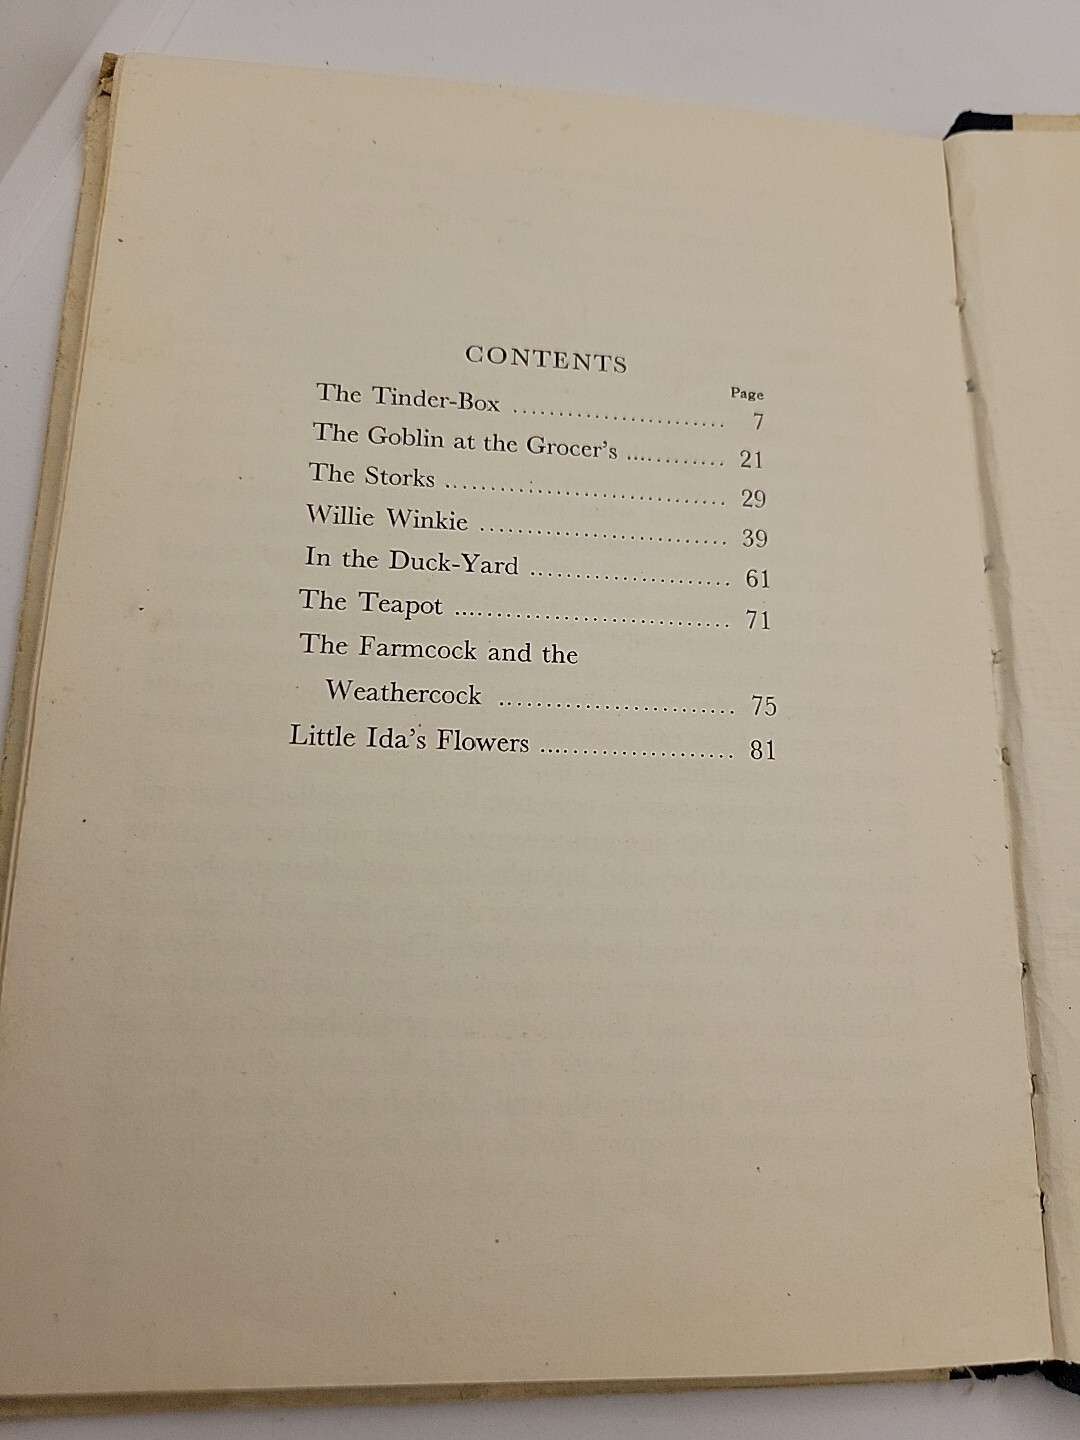 CONTENTS
Page
The Tinder-Box ........................ 7
The Goblin at the Grocer's ........... 21
The Storks ............................... 29
Willie Winkie ........................... 39
In the Duck-Yard ...................... 61
The Teapot .............................. 71
The Farmcock and the
Weathercock .......................... 75
Little Ida's Flowers ..................... 81